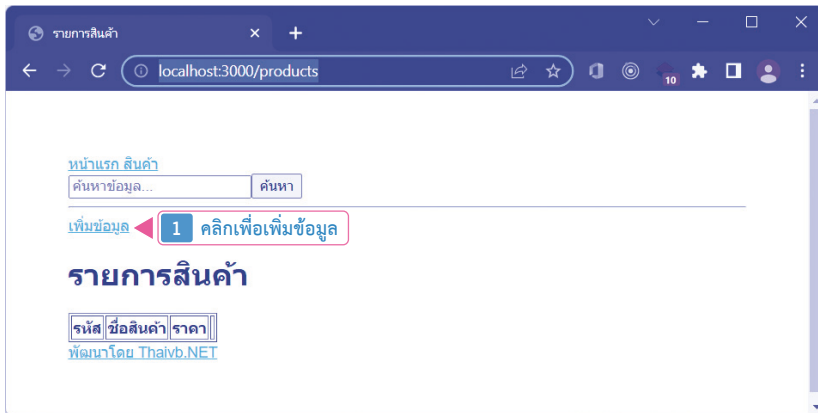 รายการสินค้า
localhost:3000/products
10
หน้าแรก สินค้า
ค้นหาข้อมูล... ค้นหา
เพิ่มข้อมูล 1 คลิกเพื่อเพิ่มข้อมูล
รายการสินค้า
รหัส ชื่อสินค้า ราคา
พัฒนาโดย Thaivb.NET